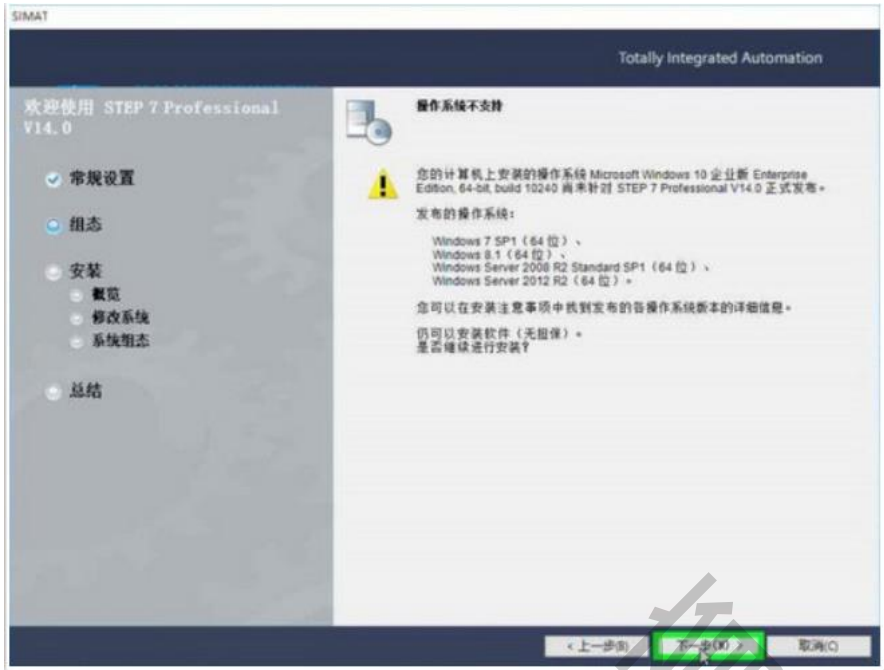 SIMAT
Totally Integrated Automation
欢迎使用 STEP 7 Professional
V14.0
常规设置
组态
安装
概览
修改系统
系统组态
总结
操作系统不支持
您的计算机上安装的操作系统 Microsoft Windows 10 企业版 Enterprise
Edition, 64-bit, build 10240 尚未针对 STEP 7 Professional V14.0 正式发布。
发布的操作系统:
Windows 7 SP1（64 位）、
Windows 8.1（64 位）、
Windows Server 2008 R2 Standard SP1（64 位）、
Windows Server 2012 R2（64 位）。
您可以在安装注意事项中找到发布的各操作系统版本的详细信息。
仍可以安装软件（无担保）。
是否继续进行安装?
< 上一步(B)
下一步(N) >
取消(C)